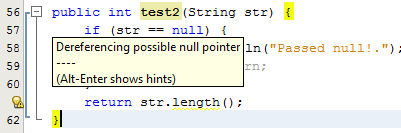 56 public int test2(String str) {
57 if (str == null) {
Dereferencing possible null pointer
58 ln("Passed null!.");
----
59 rn;
(Alt-Enter shows hints)
60
return str.length();
62 }